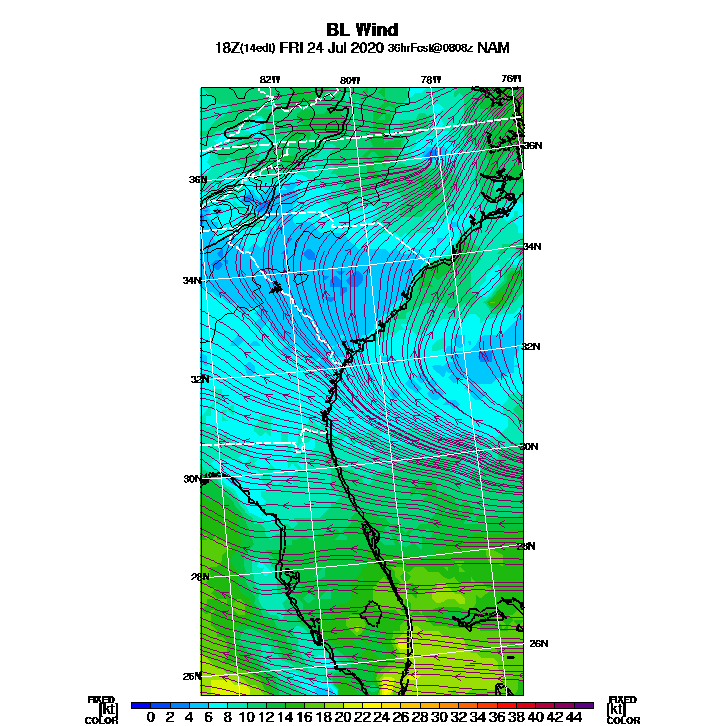 BL Wind
18Z(14edt) FRI 24 Jul 2020 36hrFcst@0808z NAM
82W 80W 78W 76W
36N 36N
34N 34N
32N 32N
30N 30N
28N 28N
26N 26N
FIXED FIXED
[kt] 0 2 4 6 8 10 12 14 16 18 20 22 24 26 28 30 32 34 36 38 40 42 44 [kt]
COLOR COLOR